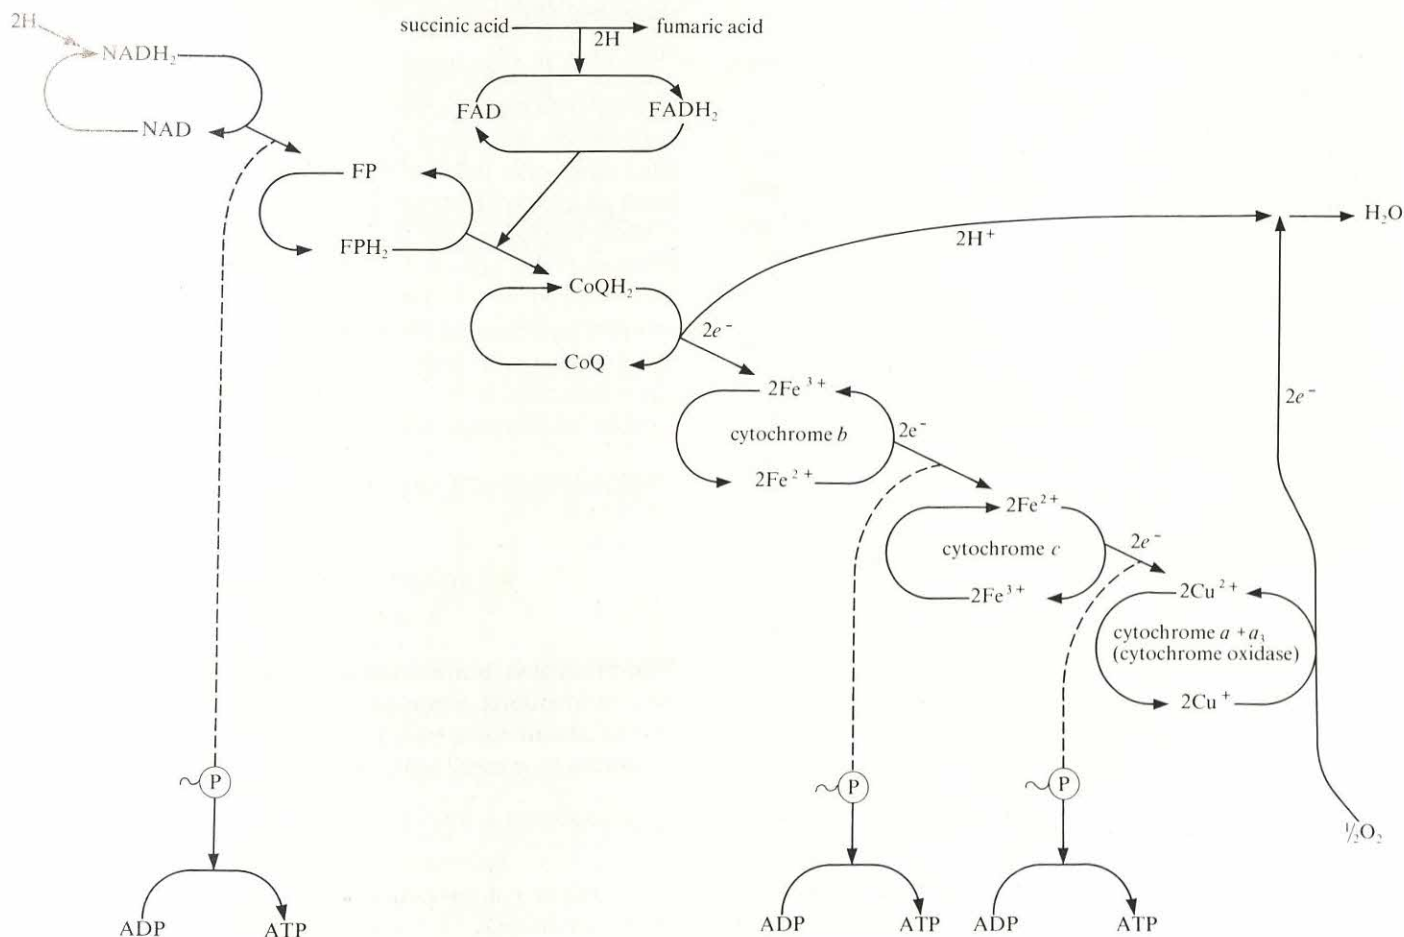 succinic acid fumaric acid
2H
2H
NADH₂
NAD
FAD FADH₂
FP
FPH₂
H₂O
2H⁺
CoQH₂
2e⁻
CoQ
2Fe³⁺
cytochrome b
2e⁻
2Fe²⁺
2e⁻
2Fe²⁺
cytochrome c
2e⁻
2Fe³⁺
2Cu²⁺
cytochrome a + a₃
(cytochrome oxidase)
2Cu⁺
~P
~P
~P
½O₂
ADP ATP
ADP ATP
ADP ATP